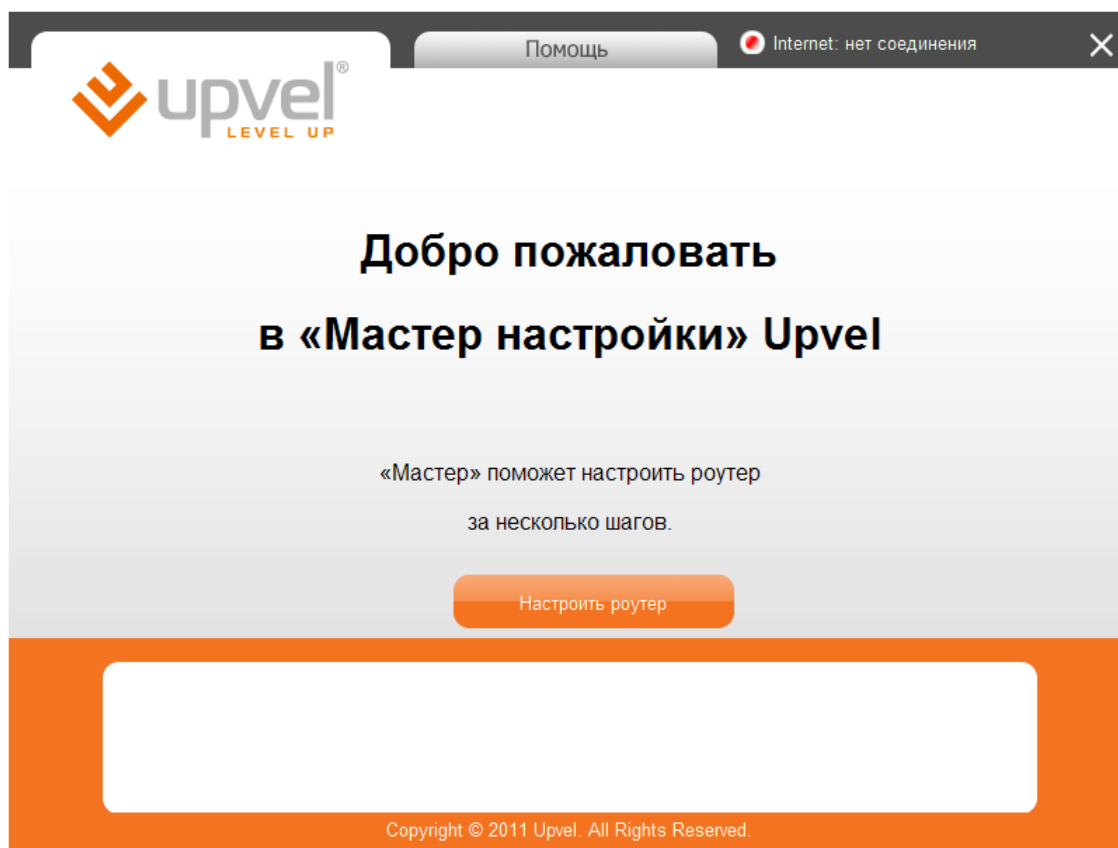 Помощь
Internet: нет соединения
upvel®
LEVEL UP
Добро пожаловать
в «Мастер настройки» Upvel
«Мастер» поможет настроить роутер
за несколько шагов.
Настроить роутер
Copyright © 2011 Upvel. All Rights Reserved.